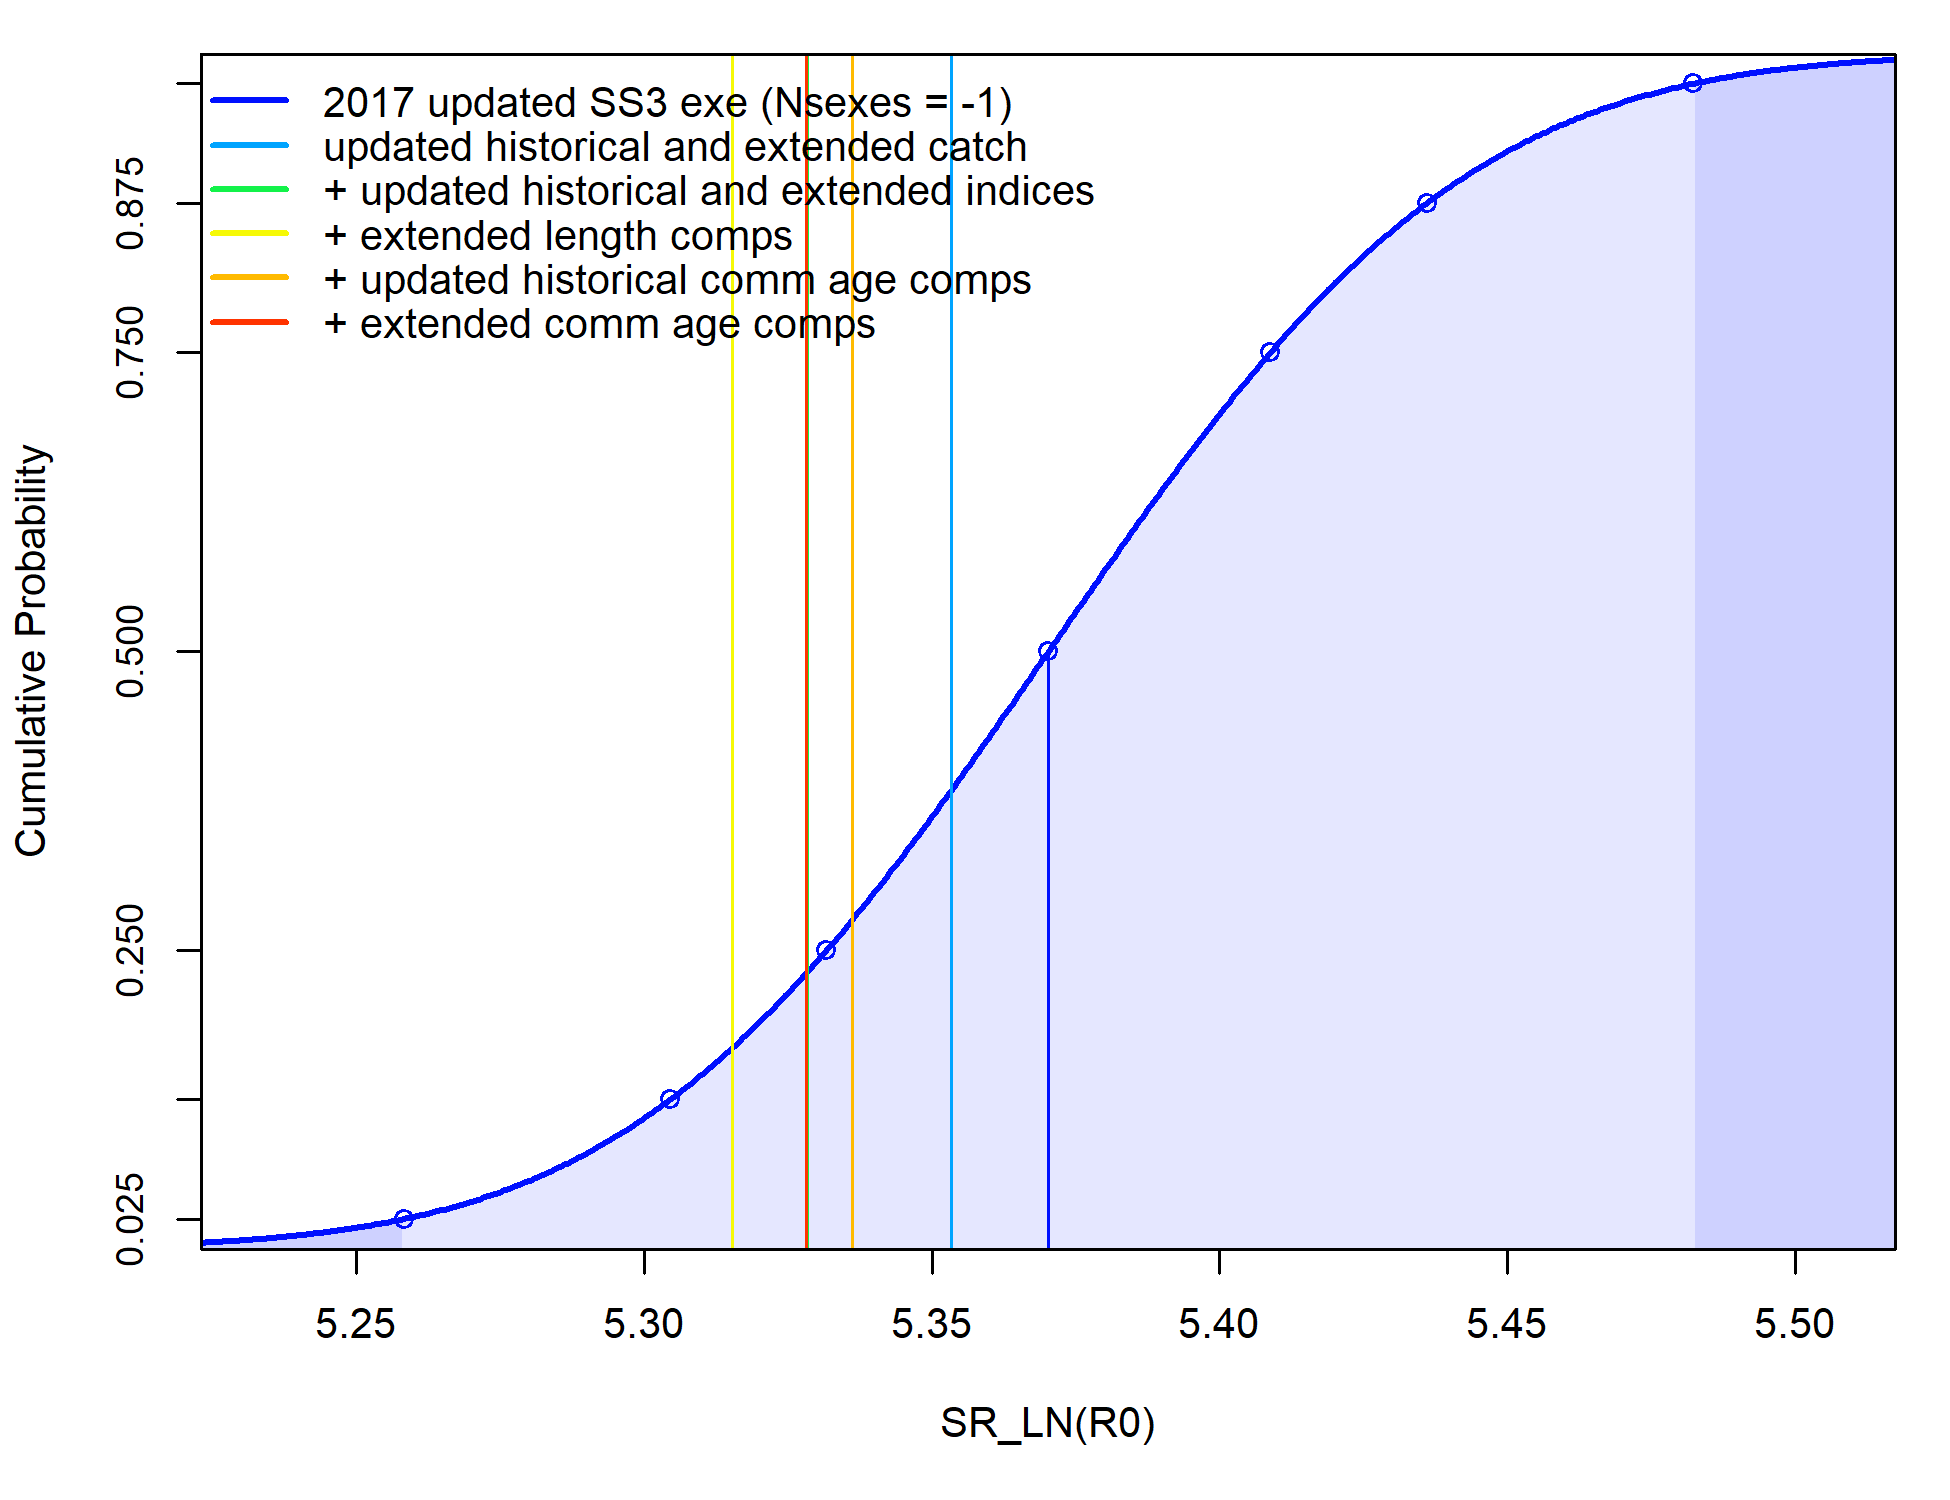 2017 updated SS3 exe (Nsexes = -1)
updated historical and extended catch
+ updated historical and extended indices
+ extended length comps
+ updated historical comm age comps
+ extended comm age comps
Cumulative Probability
0.875
0.750
0.500
0.250
0.025
5.25 5.30 5.35 5.40 5.45 5.50
SR_LN(R0)